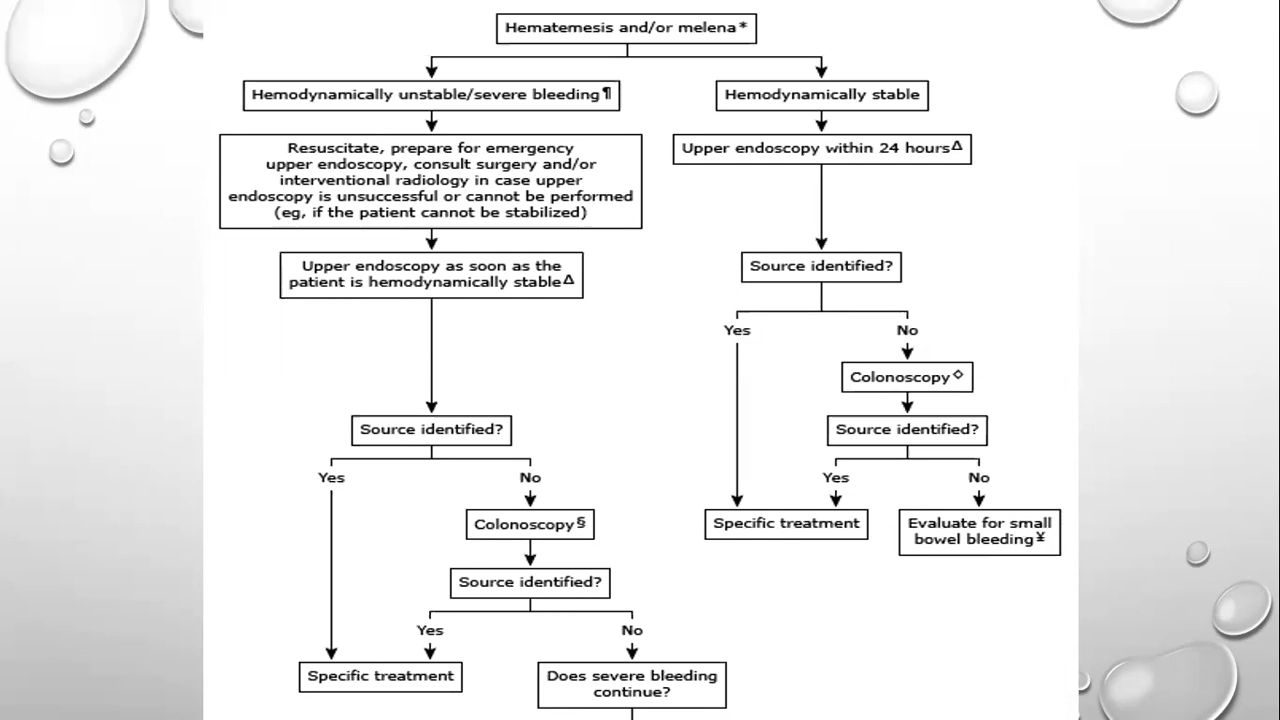 Hematemesis and/or melena*
Hemodynamically unstable/severe bleeding¶
Hemodynamically stable
Resuscitate, prepare for emergency
upper endoscopy, consult surgery and/or
interventional radiology in case upper
endoscopy is unsuccessful or cannot be performed
(eg, if the patient cannot be stabilized)
Upper endoscopy within 24 hoursΔ
Upper endoscopy as soon as the
patient is hemodynamically stableΔ
Source identified?
Yes
No
Colonoscopy◇
Source identified?
Source identified?
Yes
No
Yes
No
Colonoscopy§
Specific treatment
Evaluate for small
bowel bleeding¥
Source identified?
Yes
No
Specific treatment
Does severe bleeding
continue?